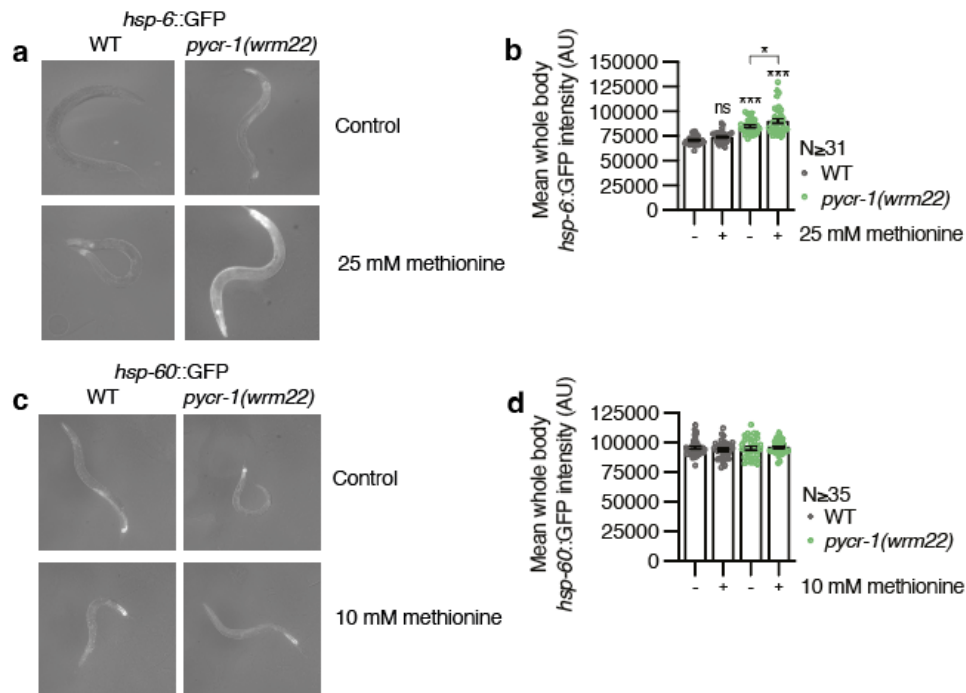 hsp-6::GFP
a
WT
pycr-1(wrm22)
Control
25 mM methionine
b
Mean whole body
hsp-6::GFP intensity (AU)
150000
125000
100000
75000
50000
25000
0
ns
***
*
***
N≥31
WT
pycr-1(wrm22)
- + - + 25 mM methionine
hsp-60::GFP
c
WT
pycr-1(wrm22)
Control
10 mM methionine
d
Mean whole body
hsp-60::GFP intensity (AU)
125000
100000
75000
50000
25000
0
N≥35
WT
pycr-1(wrm22)
- + - + 10 mM methionine